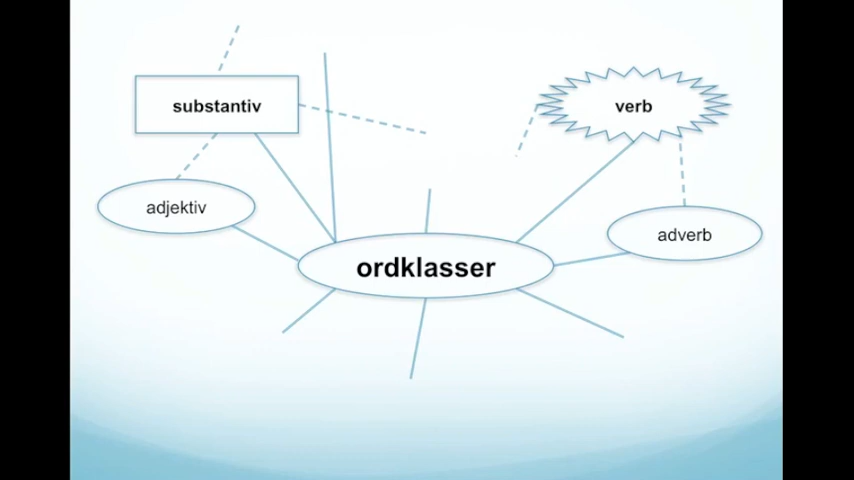 substantiv
verb
adjektiv
adverb
ordklasser